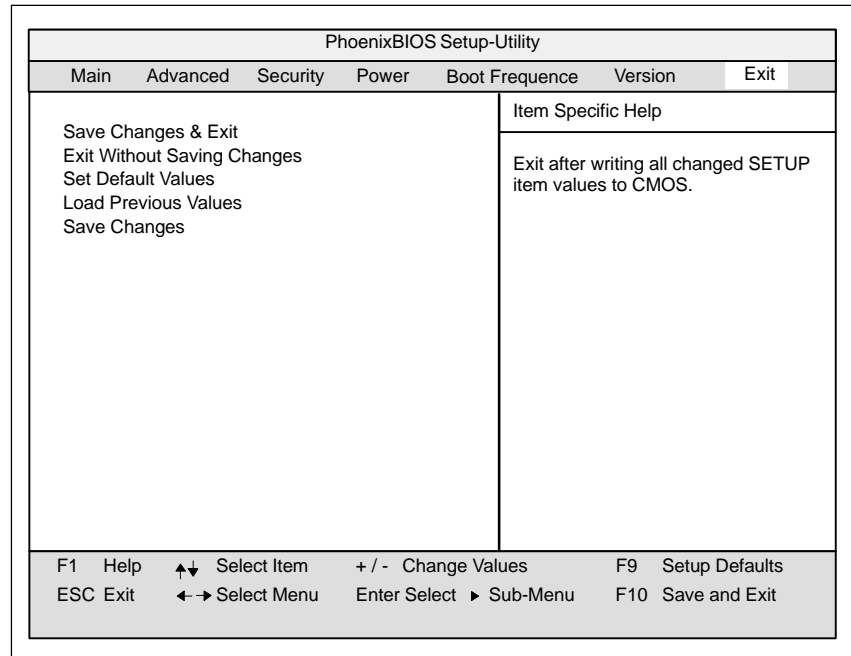 PhoenixBIOS Setup-Utility
Main Advanced Security Power Boot Frequence Version Exit
Save Changes & Exit
Exit Without Saving Changes
Set Default Values
Load Previous Values
Save Changes
Item Specific Help
Exit after writing all changed SETUP
item values to CMOS.
F1 Help Select Item + / - Change Values F9 Setup Defaults
ESC Exit Select Menu Enter Select Sub-Menu F10 Save and Exit